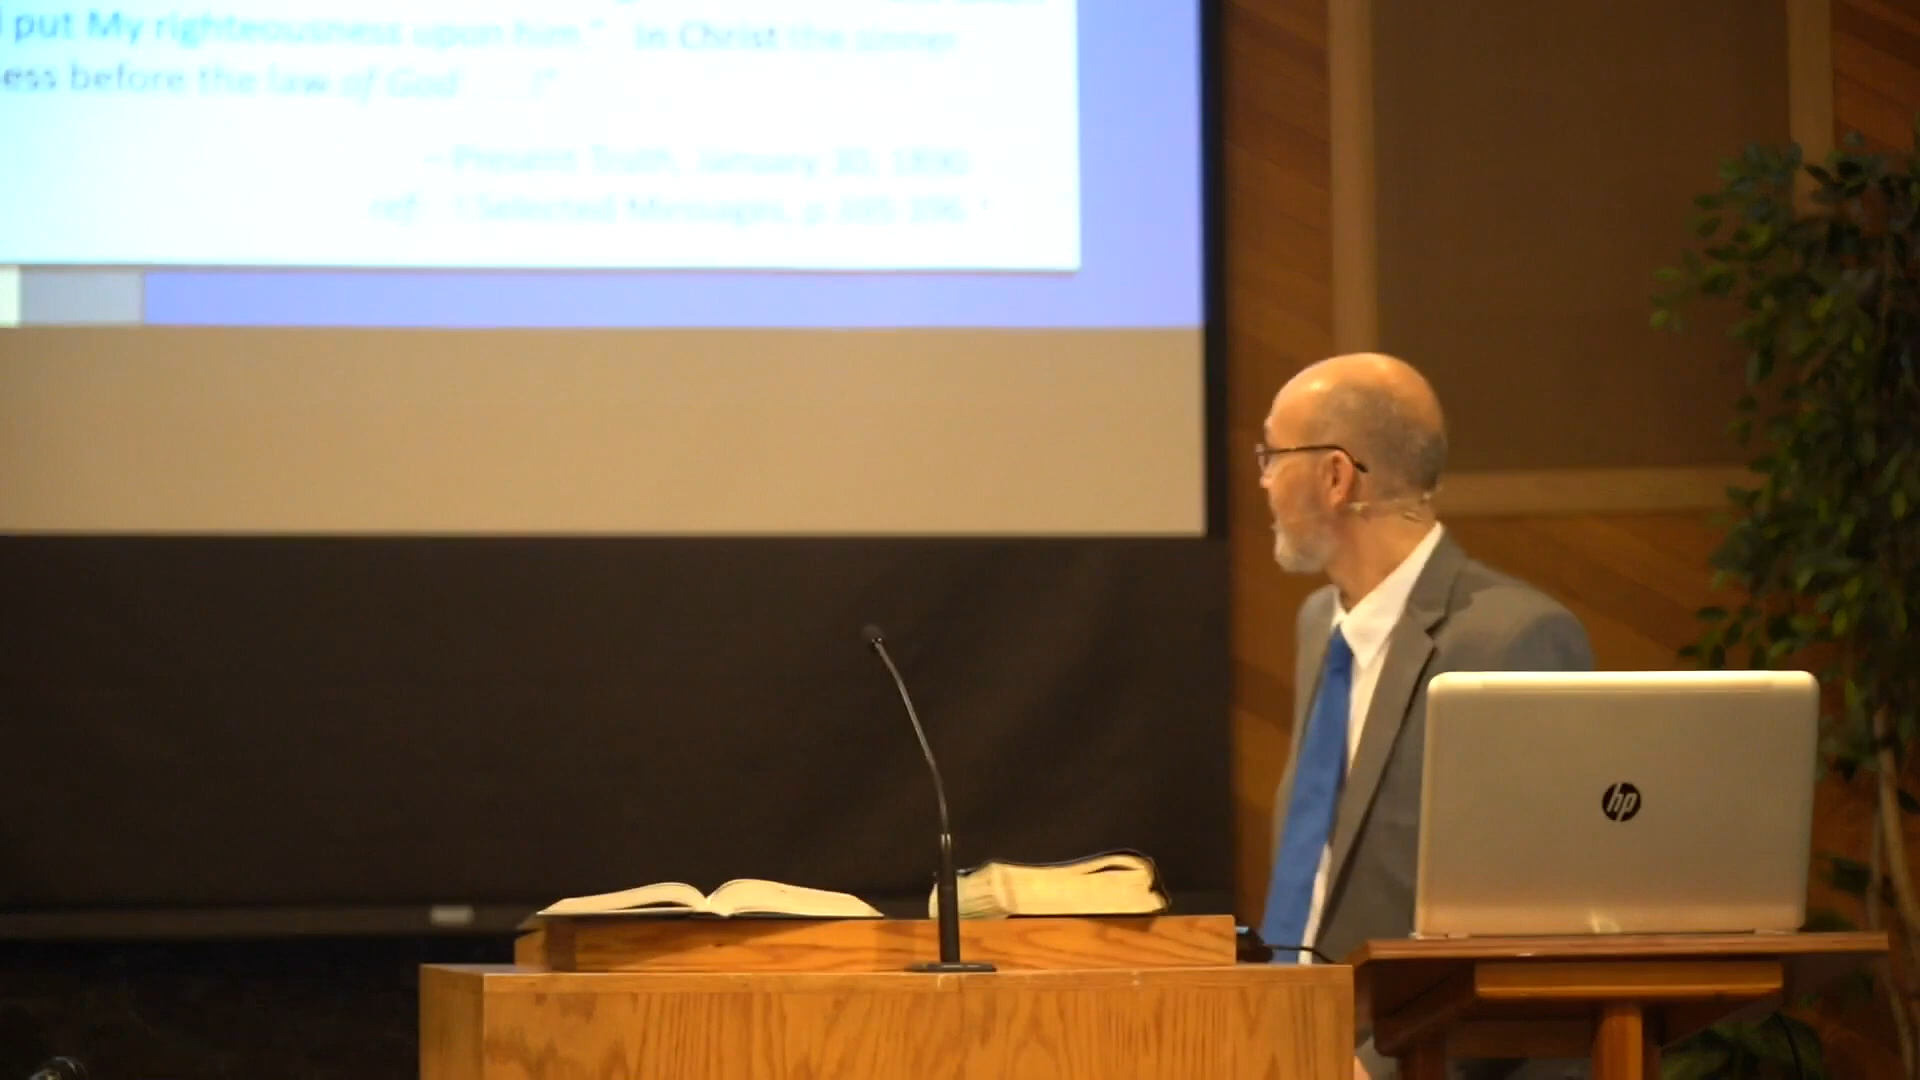 put My righteousness upon him." In Christ the sinner
ess before the law of God ....!"
– Present Truth, January 30, 1890
ref: 1 Selected Messages, p 395-396
hp